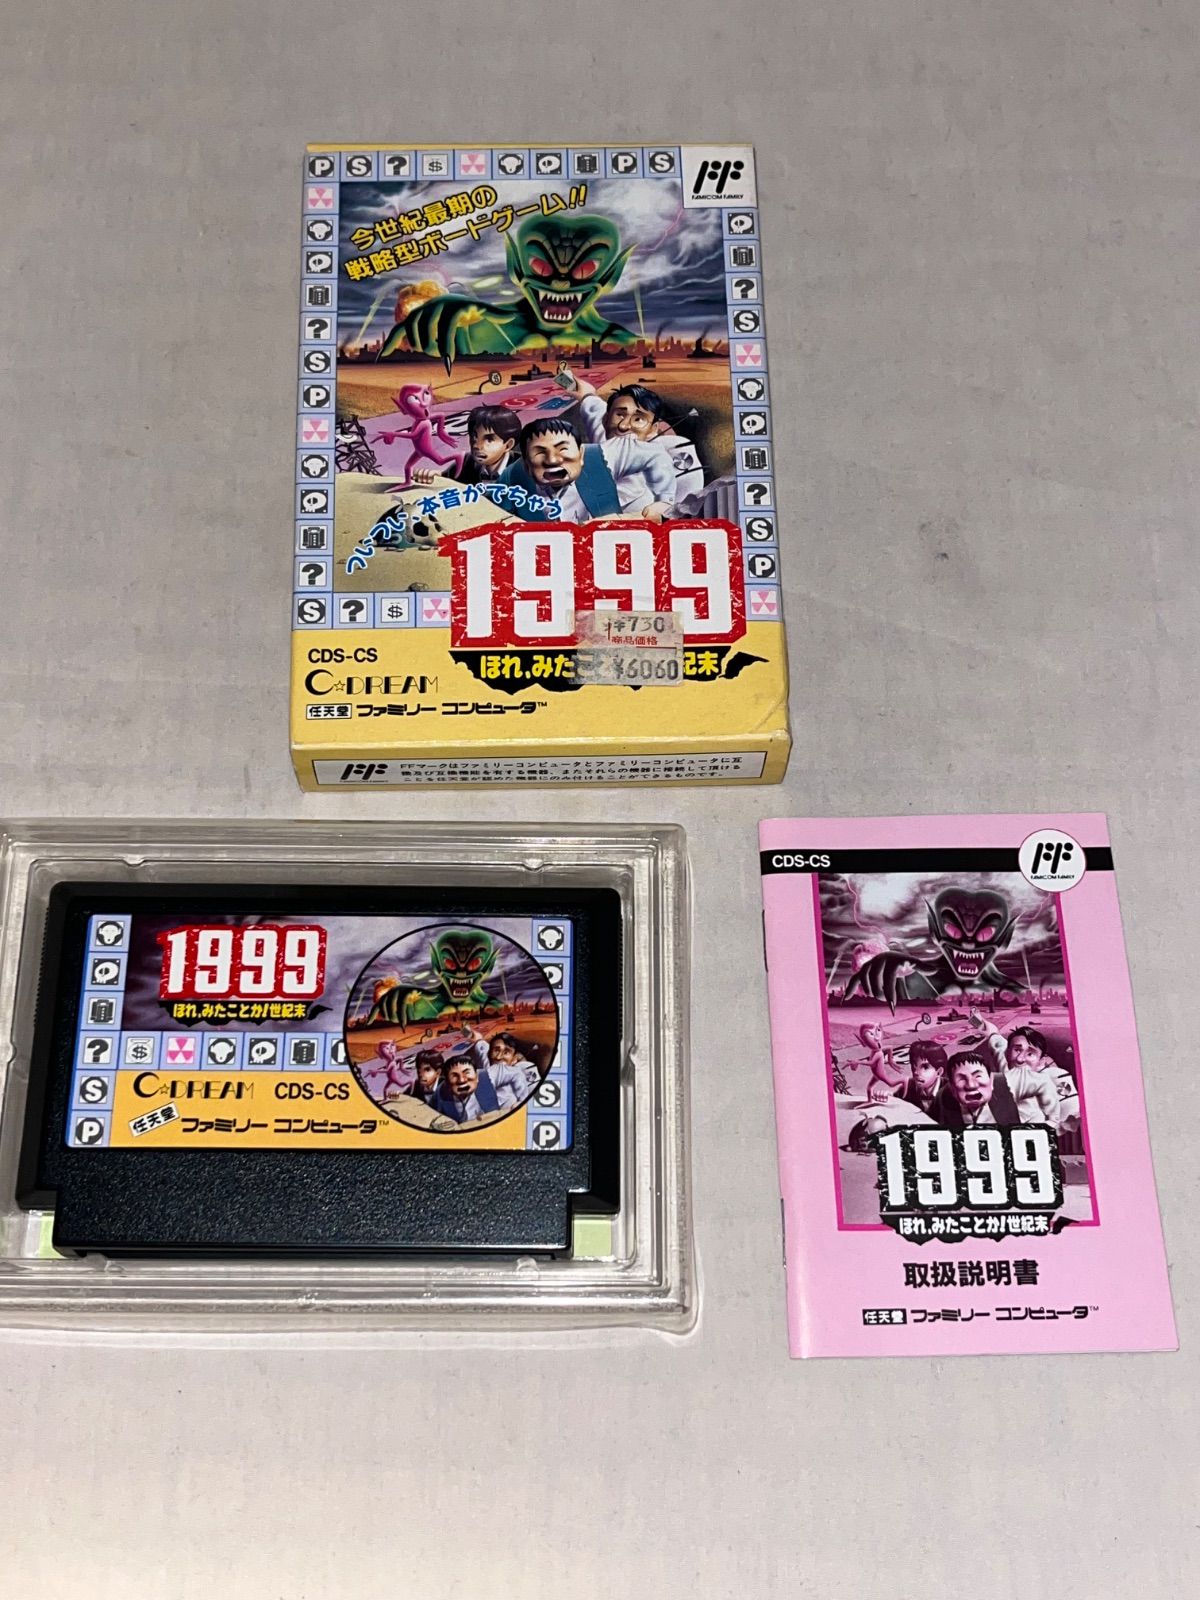 P S ? $ P S
FF
FAMICOM FAMILY
今世紀最期の
戦略型ボードゲーム!!
ついつい、本音がでちゃう
1999
¥730
商品価格
¥6060
ほれ,みたこ
紀末
CDS-CS
C☆DREAM
任天堂 ファミリー コンピュータ™
FF
FAMICOM FAMILY
FFマークはファミリーコンピュータとファミリーコンピュータに互
換及び互換機能を有する機器、またそれらの機器に接続して頂ける
ことを任天堂が認めた機器にのみ付けることができるものです。
1999
ほれ,みたことか!世紀末
? $ P
S S
P P
C☆DREAM CDS-CS
任天堂 ファミリー コンピュータ™
CDS-CS
FF
FAMICOM FAMILY
1999
ほれ,みたことか!世紀末
取扱説明書
任天堂 ファミリー コンピュータ™